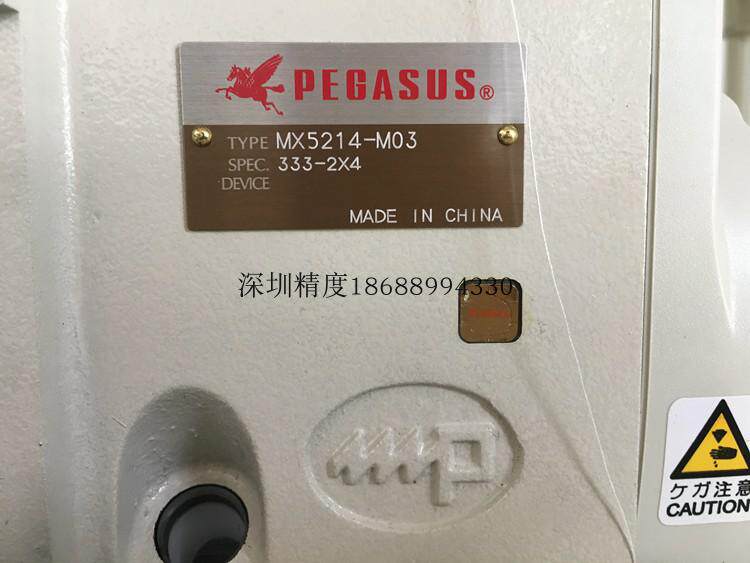 PEGASUS®
TYPE MX5214-M03
SPEC. 333-2X4
DEVICE
MADE IN CHINA
深圳精度18688994330
ケガ注意
CAUTION